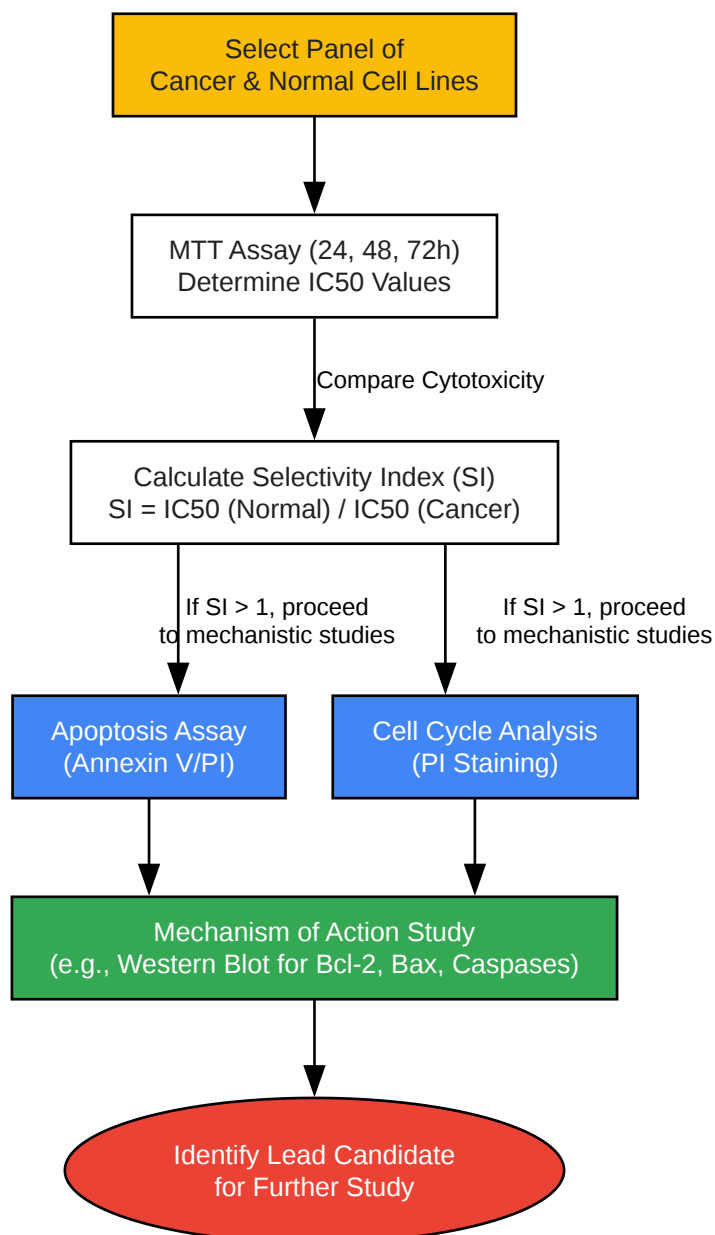 Select Panel of
Cancer & Normal Cell Lines
MTT Assay (24, 48, 72h)
Determine IC50 Values
Compare Cytotoxicity
Calculate Selectivity Index (SI)
SI = IC50 (Normal) / IC50 (Cancer)
If SI > 1, proceed
to mechanistic studies
If SI > 1, proceed
to mechanistic studies
Apoptosis Assay
(Annexin V/PI)
Cell Cycle Analysis
(PI Staining)
Mechanism of Action Study
(e.g., Western Blot for Bcl-2, Bax, Caspases)
Identify Lead Candidate
for Further Study